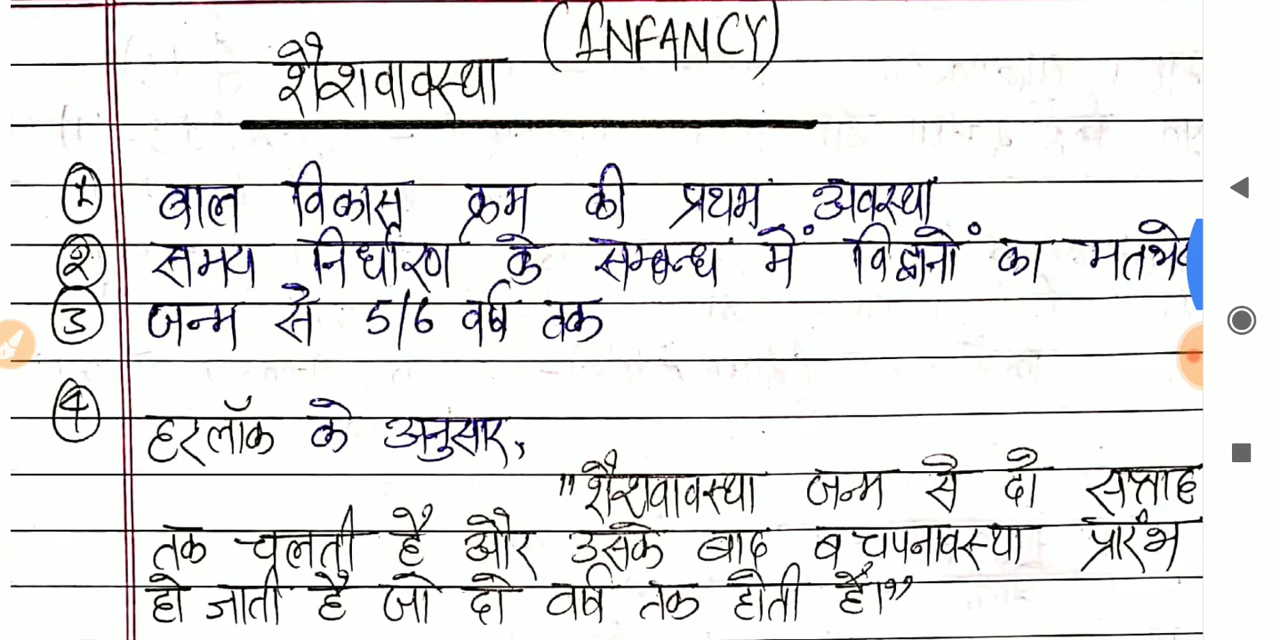 (INFANCY)
शैशवावस्था
① बाल विकास क्रम की प्रथम अवस्था
② समय निर्धारण के सम्बन्ध में विद्वानों का मतभेद
③ जन्म से 5/6 वर्ष तक
④ हरलॉक के अनुसार,
"शैशवावस्था जन्म से दो सप्ताह
तक चलती है और उसके बाद बचपनावस्था प्रारंभ
हो जाती है जो दो वर्ष तक होती है।"